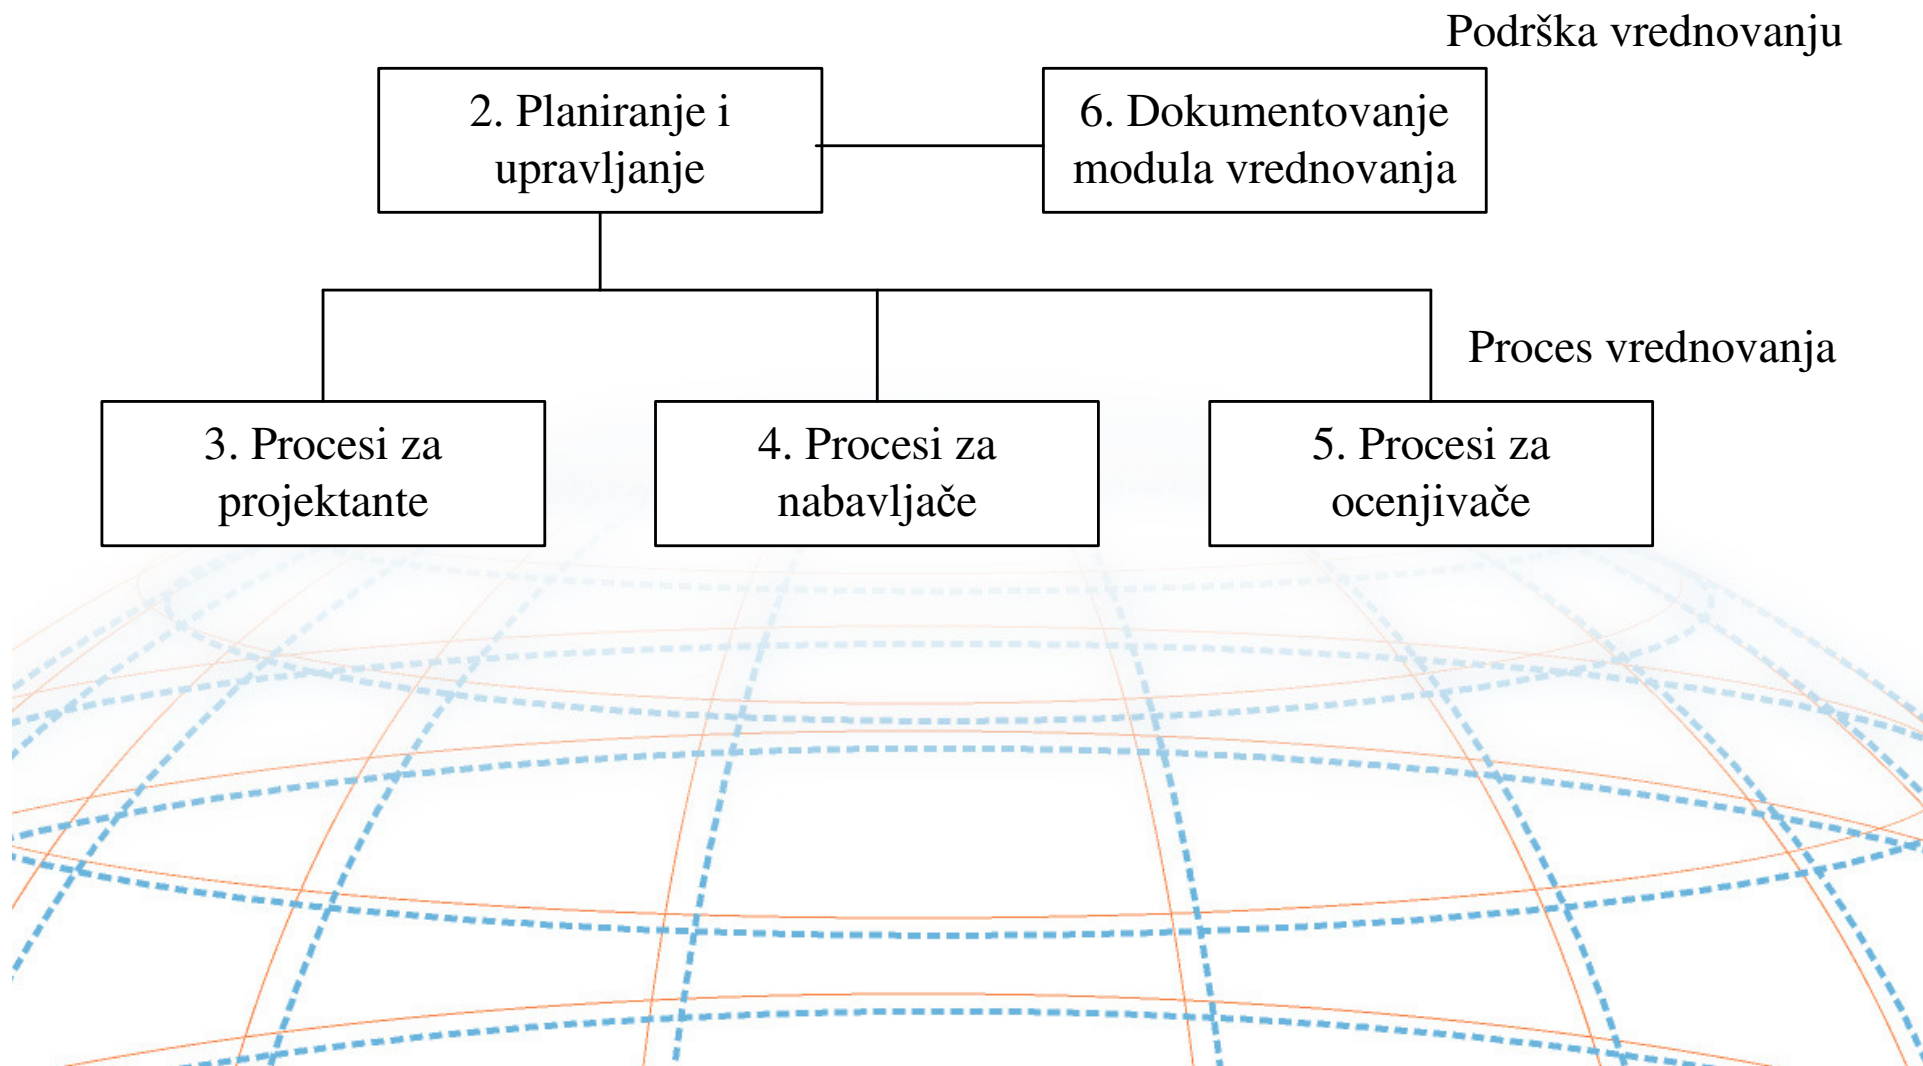 Podrška vrednovanju
2. Planiranje i
upravljanje
6. Dokumentovanje
modula vrednovanja
Proces vrednovanja
3. Procesi za
projektante
4. Procesi za
nabavljače
5. Procesi za
ocenjivače